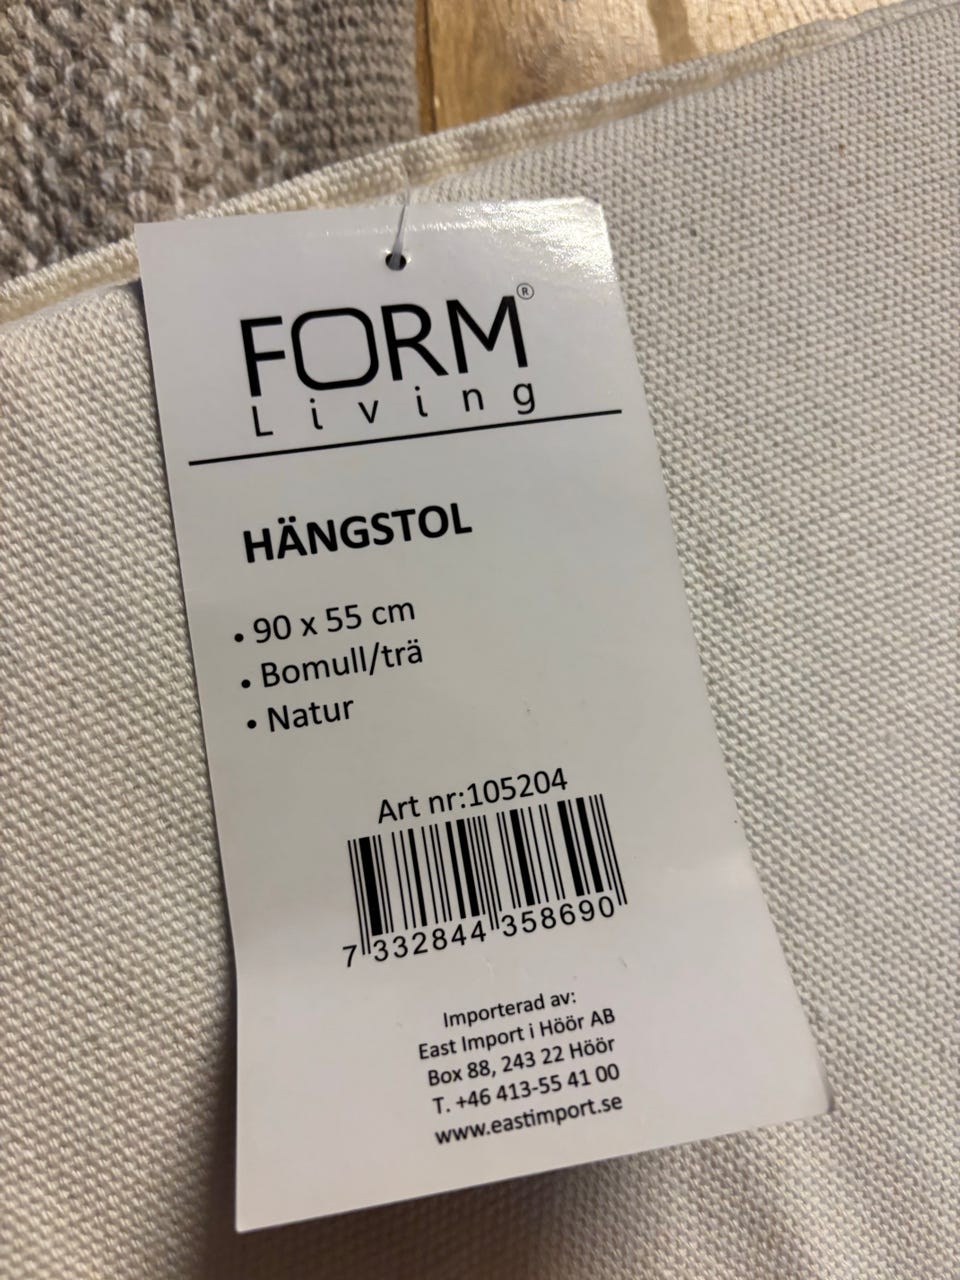 FORM®
Living
HÄNGSTOL
• 90 x 55 cm
• Bomull/trä
• Natur
Art nr:105204
7 332844 358690
Importerad av:
East Import i Höör AB
Box 88, 243 22 Höör
T. +46 413-55 41 00
www.eastimport.se